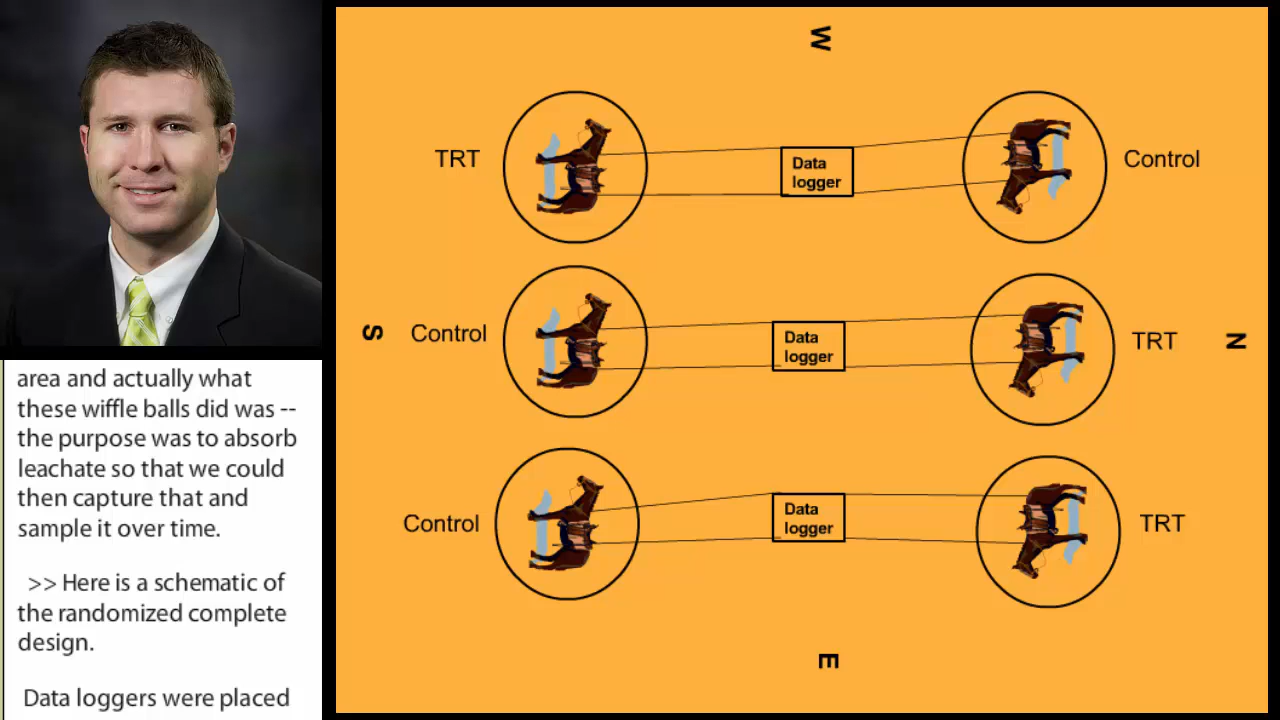 area and actually what
these wiffle balls did was --
the purpose was to absorb
leachate so that we could
then capture that and
sample it over time.
>> Here is a schematic of
the randomized complete
design.
Data loggers were placed
W
TRT
Data
logger
Control
S
Control
Data
logger
TRT
N
Control
Data
logger
TRT
E